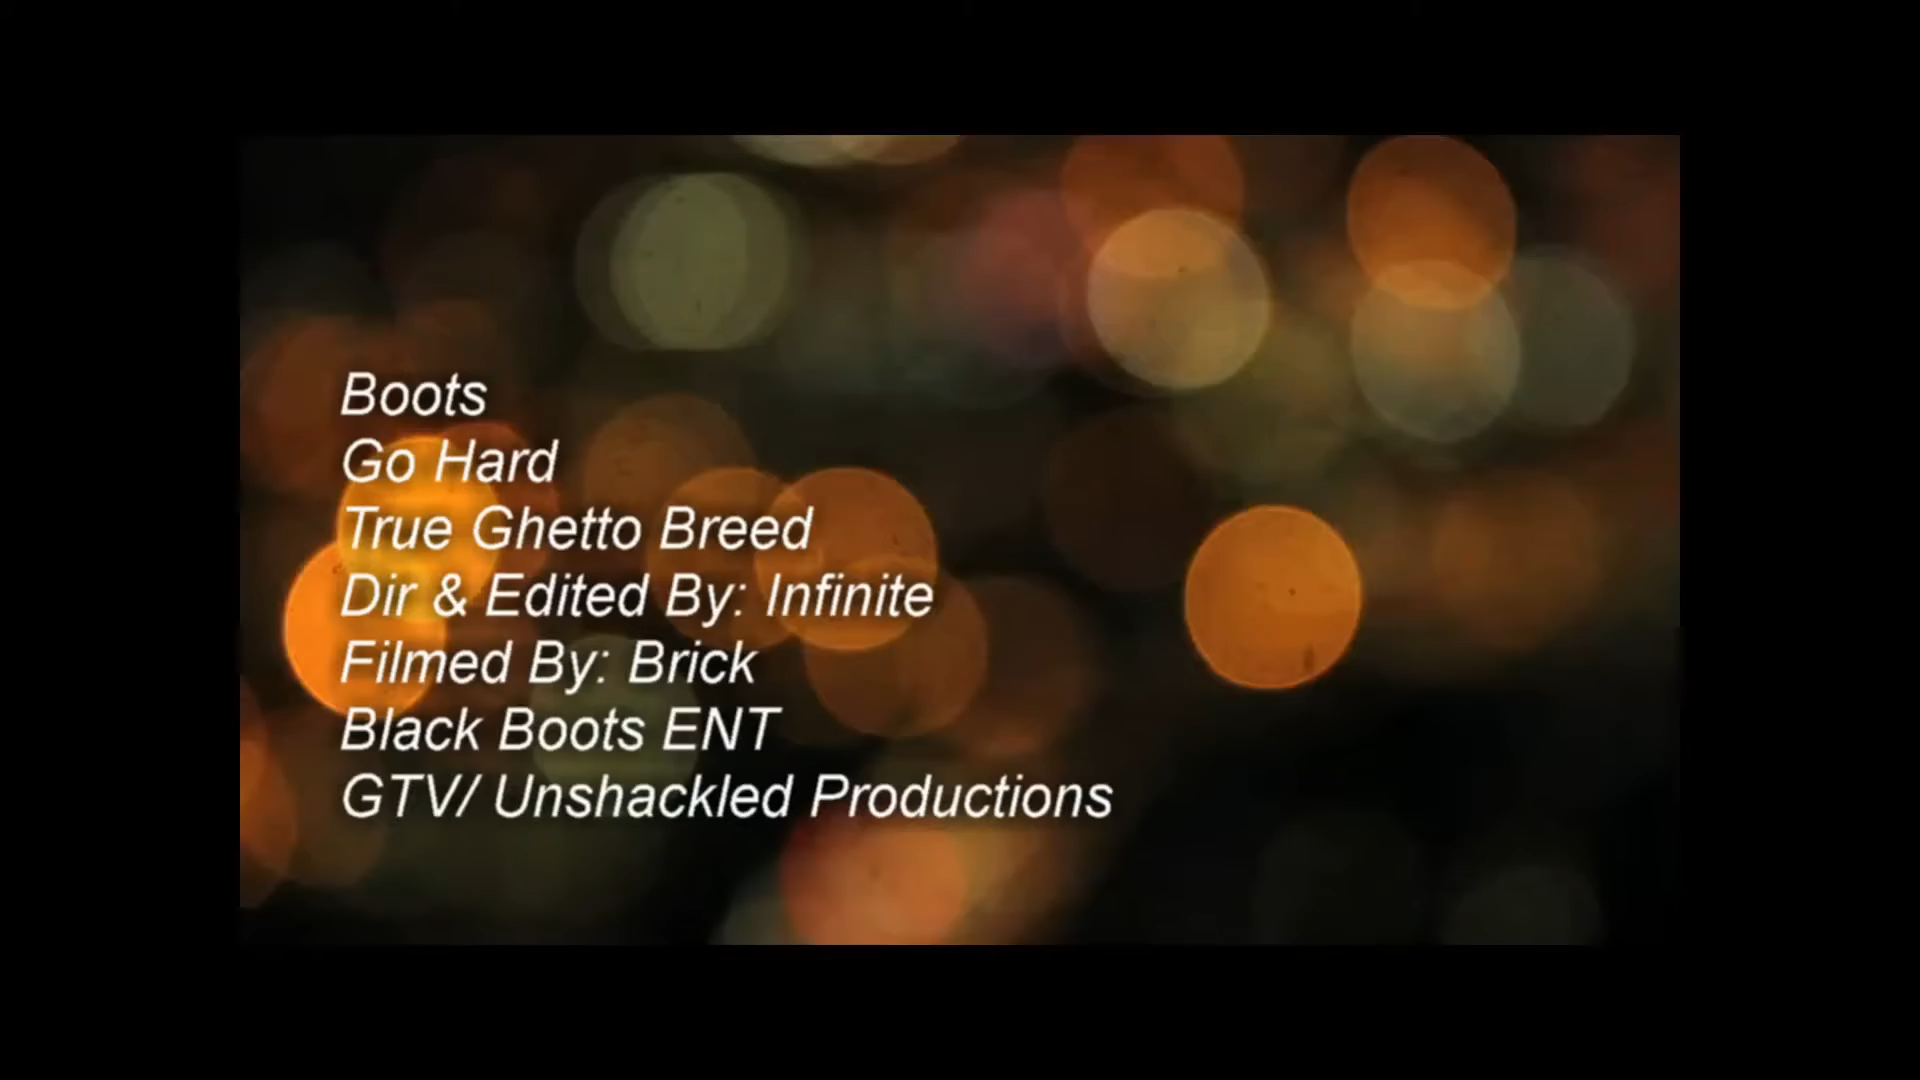 Boots
Go Hard
True Ghetto Breed
Dir & Edited By: Infinite
Filmed By: Brick
Black Boots ENT
GTV/ Unshackled Productions